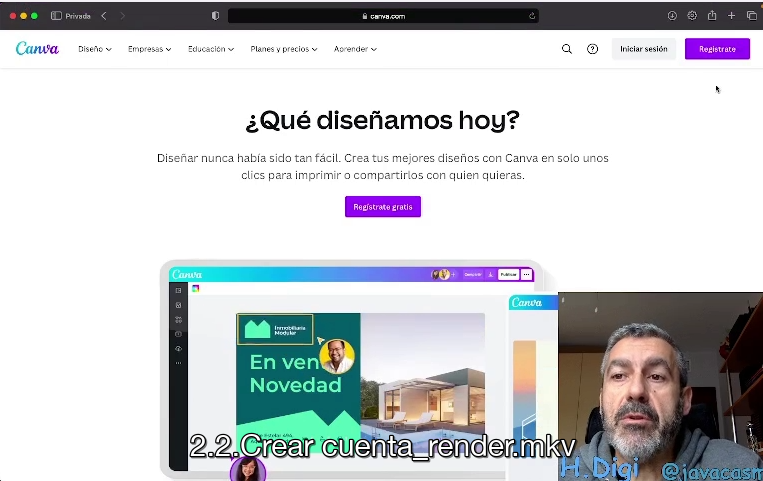 Privada
canva.com
Canva
Diseño
Empresas
Educación
Planes y precios
Aprender
Iniciar sesión
Regístrate
¿Qué diseñamos hoy?
Diseñar nunca había sido tan fácil. Crea tus mejores diseños con Canva en solo unos
clics para imprimir o compartirlos con quien quieras.
Regístrate gratis
Canva
Compartir
Publicar
Canva
Inmobiliaria
Modular
En ven
Novedad
2.2.Crear cuenta_render.mkv
H.Digi
@javacasm